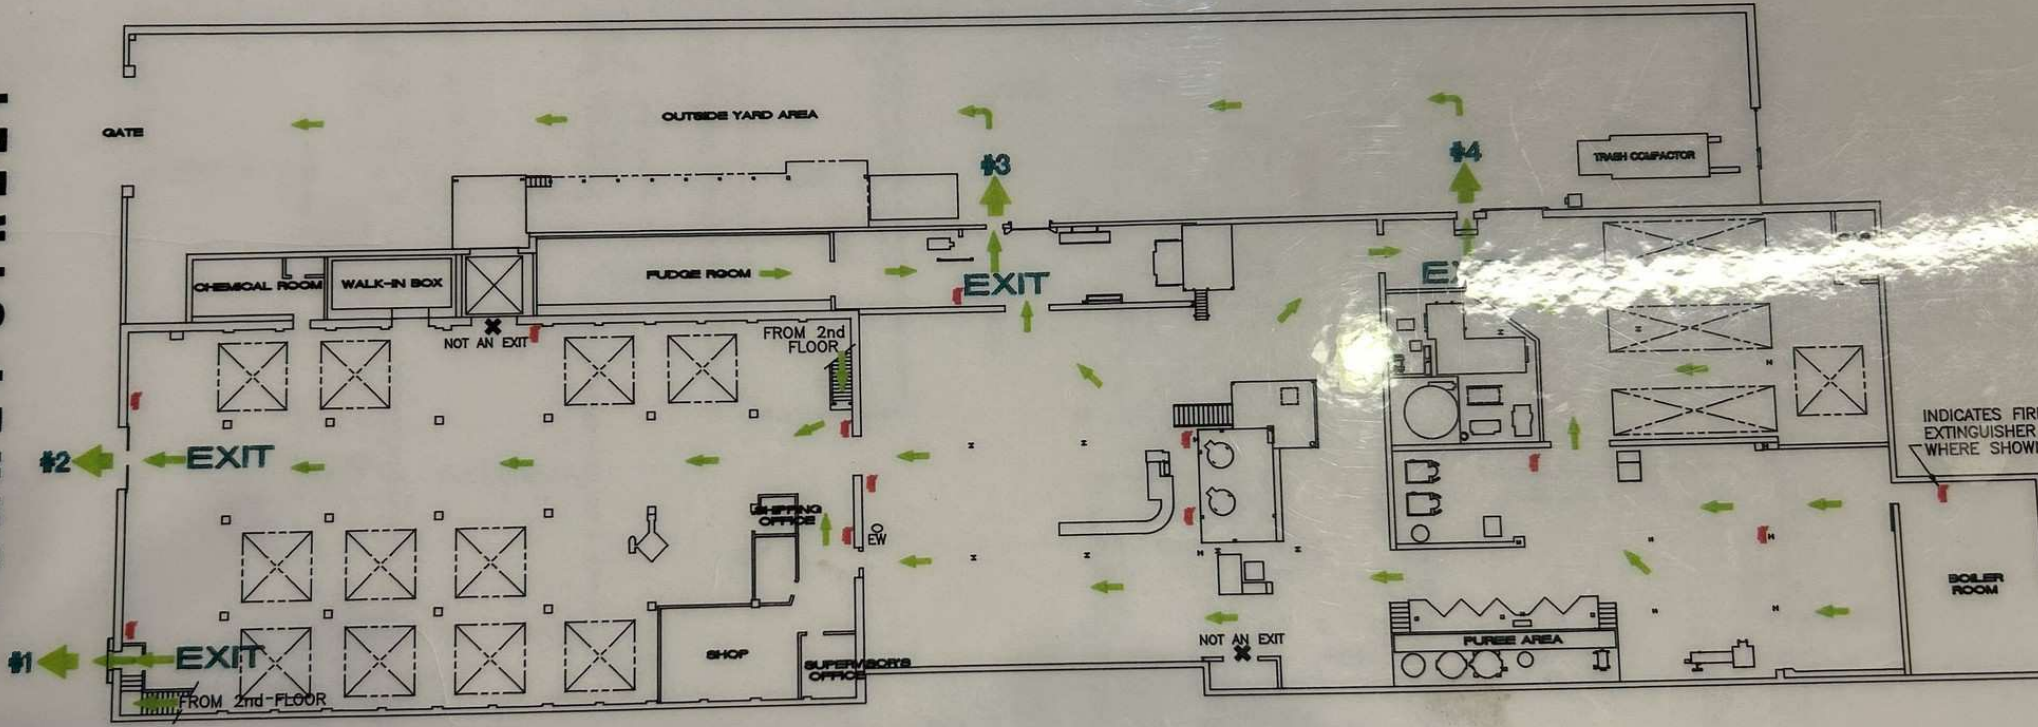 OUTSIDE YARD AREA
GATE
#3
#4
TRASH COMPACTOR
CHEMICAL ROOM
WALK-IN BOX
FUDGE ROOM
EXIT
NOT AN EXIT
FROM 2nd
FLOOR
INDICATES FIRE
EXTINGUISHER
WHERE SHOWN
#2
EXIT
SHIPPING
OFFICE
EW
BOILER
ROOM
NOT AN EXIT
PUREE AREA
#1
EXIT
SHOP
SUPERVISOR'S
OFFICE
FROM 2nd FLOOR